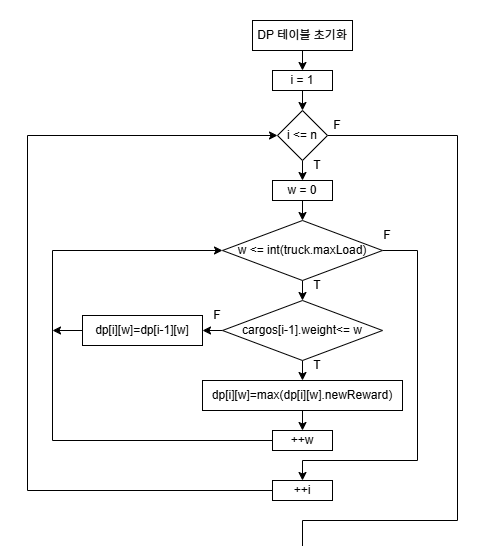 DP 테이블 초기화
i = 1
i <= n
F
T
w = 0
w <= int(truck.maxLoad)
F
T
cargos[i-1].weight<= w
F
dp[i][w]=dp[i-1][w]
T
dp[i][w]=max(dp[i][w].newReward)
++w
++i